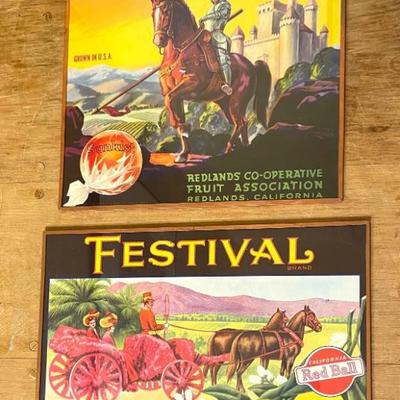 GROWN IN U.S.A.
Sunkist
REDLANDS CO-OPERATIVE
FRUIT ASSOCIATION
REDLANDS, CALIFORNIA
FESTIVAL
BRAND
CALIFORNIA
Red Ball